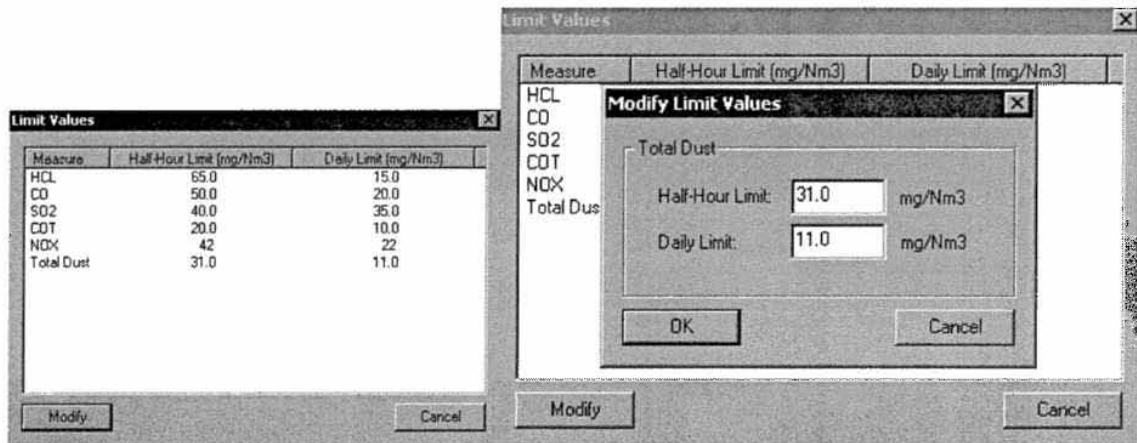 Limit Values
Measure Half-Hour Limit (mg/Nm3) Daily Limit (mg/Nm3)
HCL 65.0 15.0
CO 50.0 20.0
SO2 40.0 35.0
COT 20.0 10.0
NOX 42 22
Total Dust 31.0 11.0
Modify Cancel
Limit Values
Measure Half-Hour Limit (mg/Nm3) Daily Limit (mg/Nm3)
HCL
CO
SO2
COT
NOX
Total Dus
Modify Limit Values
Total Dust
Half-Hour Limit: 31.0 mg/Nm3
Daily Limit: 11.0 mg/Nm3
OK Cancel
Modify Cancel